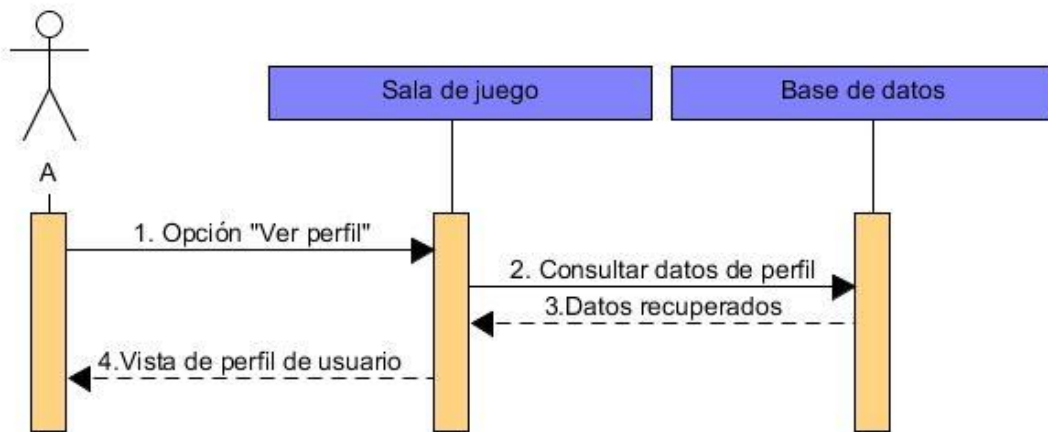 Sala de juego
Base de datos
A
1. Opción "Ver perfil"
2. Consultar datos de perfil
3.Datos recuperados
4.Vista de perfil de usuario